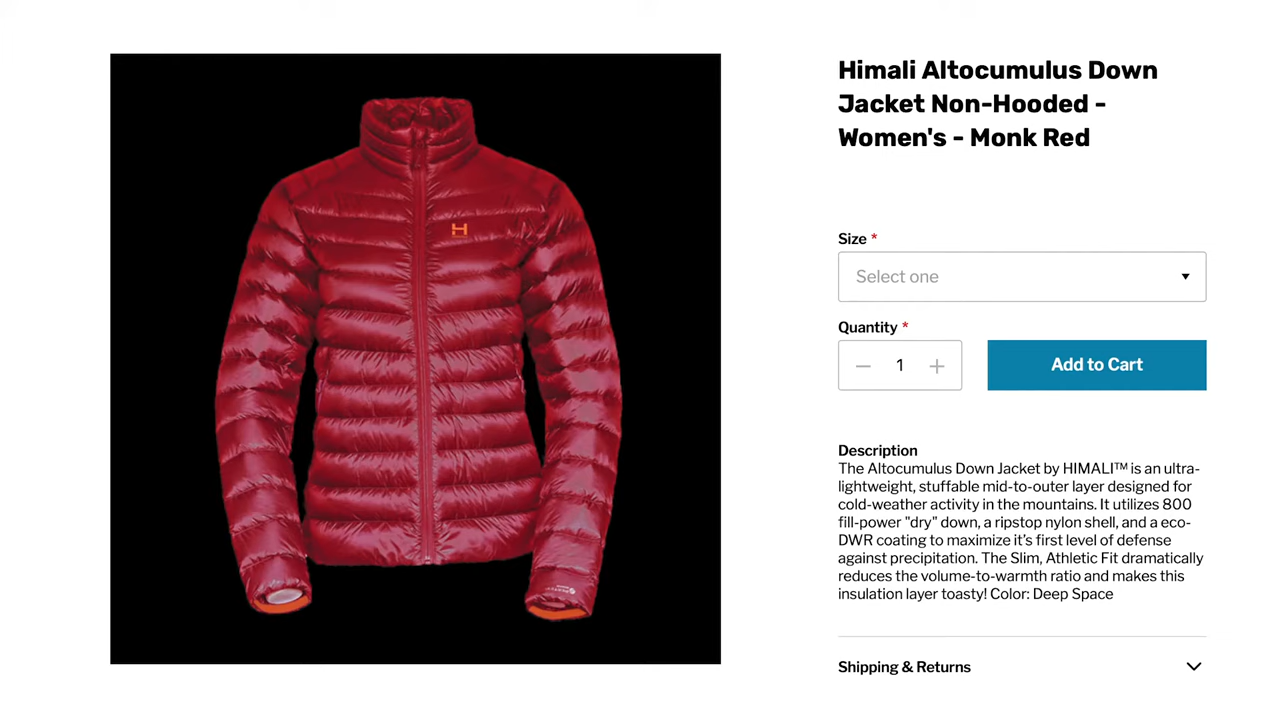 Himali Altocumulus Down
Jacket Non-Hooded -
Women's - Monk Red
H
Size *
Select one
Quantity *
1
Add to Cart
Description
The Altocumulus Down Jacket by HIMALI™ is an ultra-
lightweight, stuffable mid-to-outer layer designed for
cold-weather activity in the mountains. It utilizes 800
fill-power "dry" down, a ripstop nylon shell, and a eco-
DWR coating to maximize it’s first level of defense
against precipitation. The Slim, Athletic Fit dramatically
reduces the volume-to-warmth ratio and makes this
insulation layer toasty! Color: Deep Space
Shipping & Returns